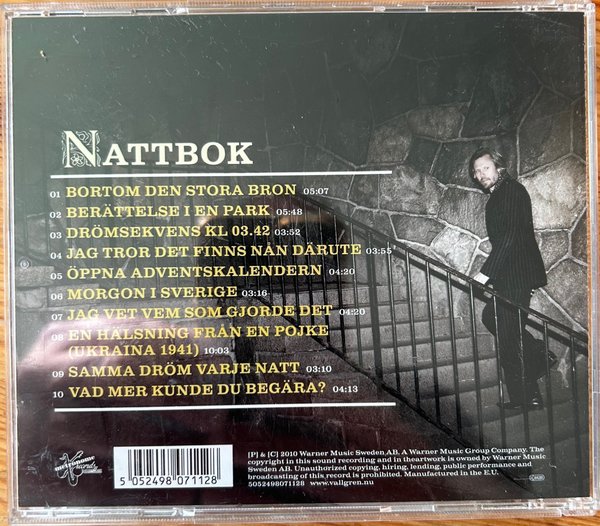 NATTBOK
01 BORTOM DEN STORA BRON 05:07
02 BERÄTTELSE I EN PARK 05:48
03 DRÖMSEKVENS KL 03.42 03:52
04 JAG TROR DET FINNS NÅN DÄRUTE 03:55
05 ÖPPNA ADVENTSKALENDERN 04:20
06 MORGON I SVERIGE 03:16
07 JAG VET VEM SOM GJORDE DET 04:20
08 EN HÄLSNING FRÅN EN POJKE
(UKRAINA 1941) 10:03
09 SAMMA DRÖM VARJE NATT 03:10
10 VAD MER KUNDE DU BEGÄRA? 04:13
[P] & [C] 2010 Warner Music Sweden AB. A Warner Music Group Company. The
copyright in this sound recording and in theartwork is owned by Warner Music
Sweden AB. Unauthorized copying, hiring, lending, public performance and
broadcasting of this record is prohibited. Manufactured in the E.U.
5052498071128 www.vallgren.nu
metronome
records
5 052498 071128